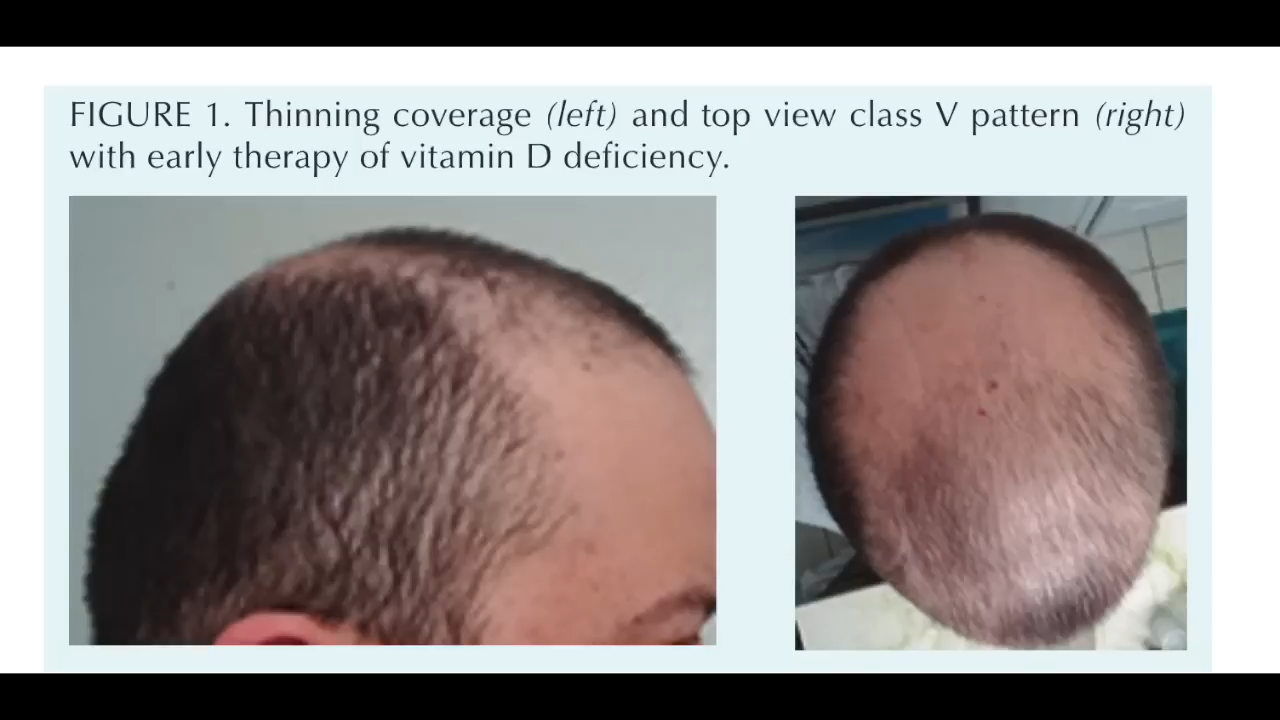 FIGURE 1. Thinning coverage (left) and top view class V pattern (right)
with early therapy of vitamin D deficiency.